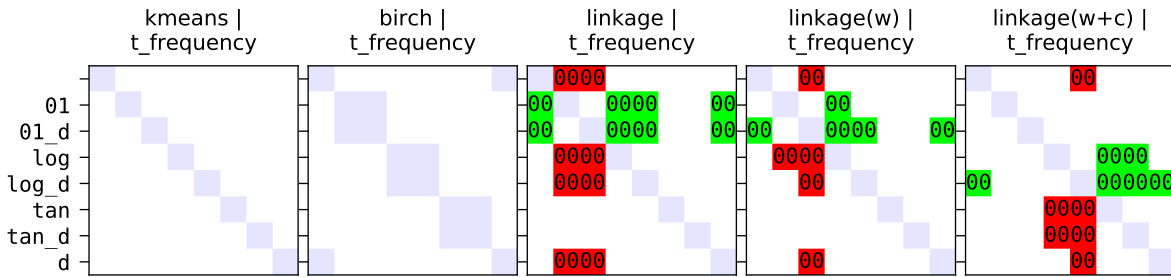 kmeans |
t_frequency
birch |
t_frequency
linkage |
t_frequency
linkage(w) |
t_frequency
linkage(w+c) |
t_frequency
0000 00 00
01 00 0000 00 00
01_d 00 0000 00 00 0000 00
log 0000 0000 0000
log_d 0000 00 00 000000
tan 0000
tan_d 0000
d 0000 00 00